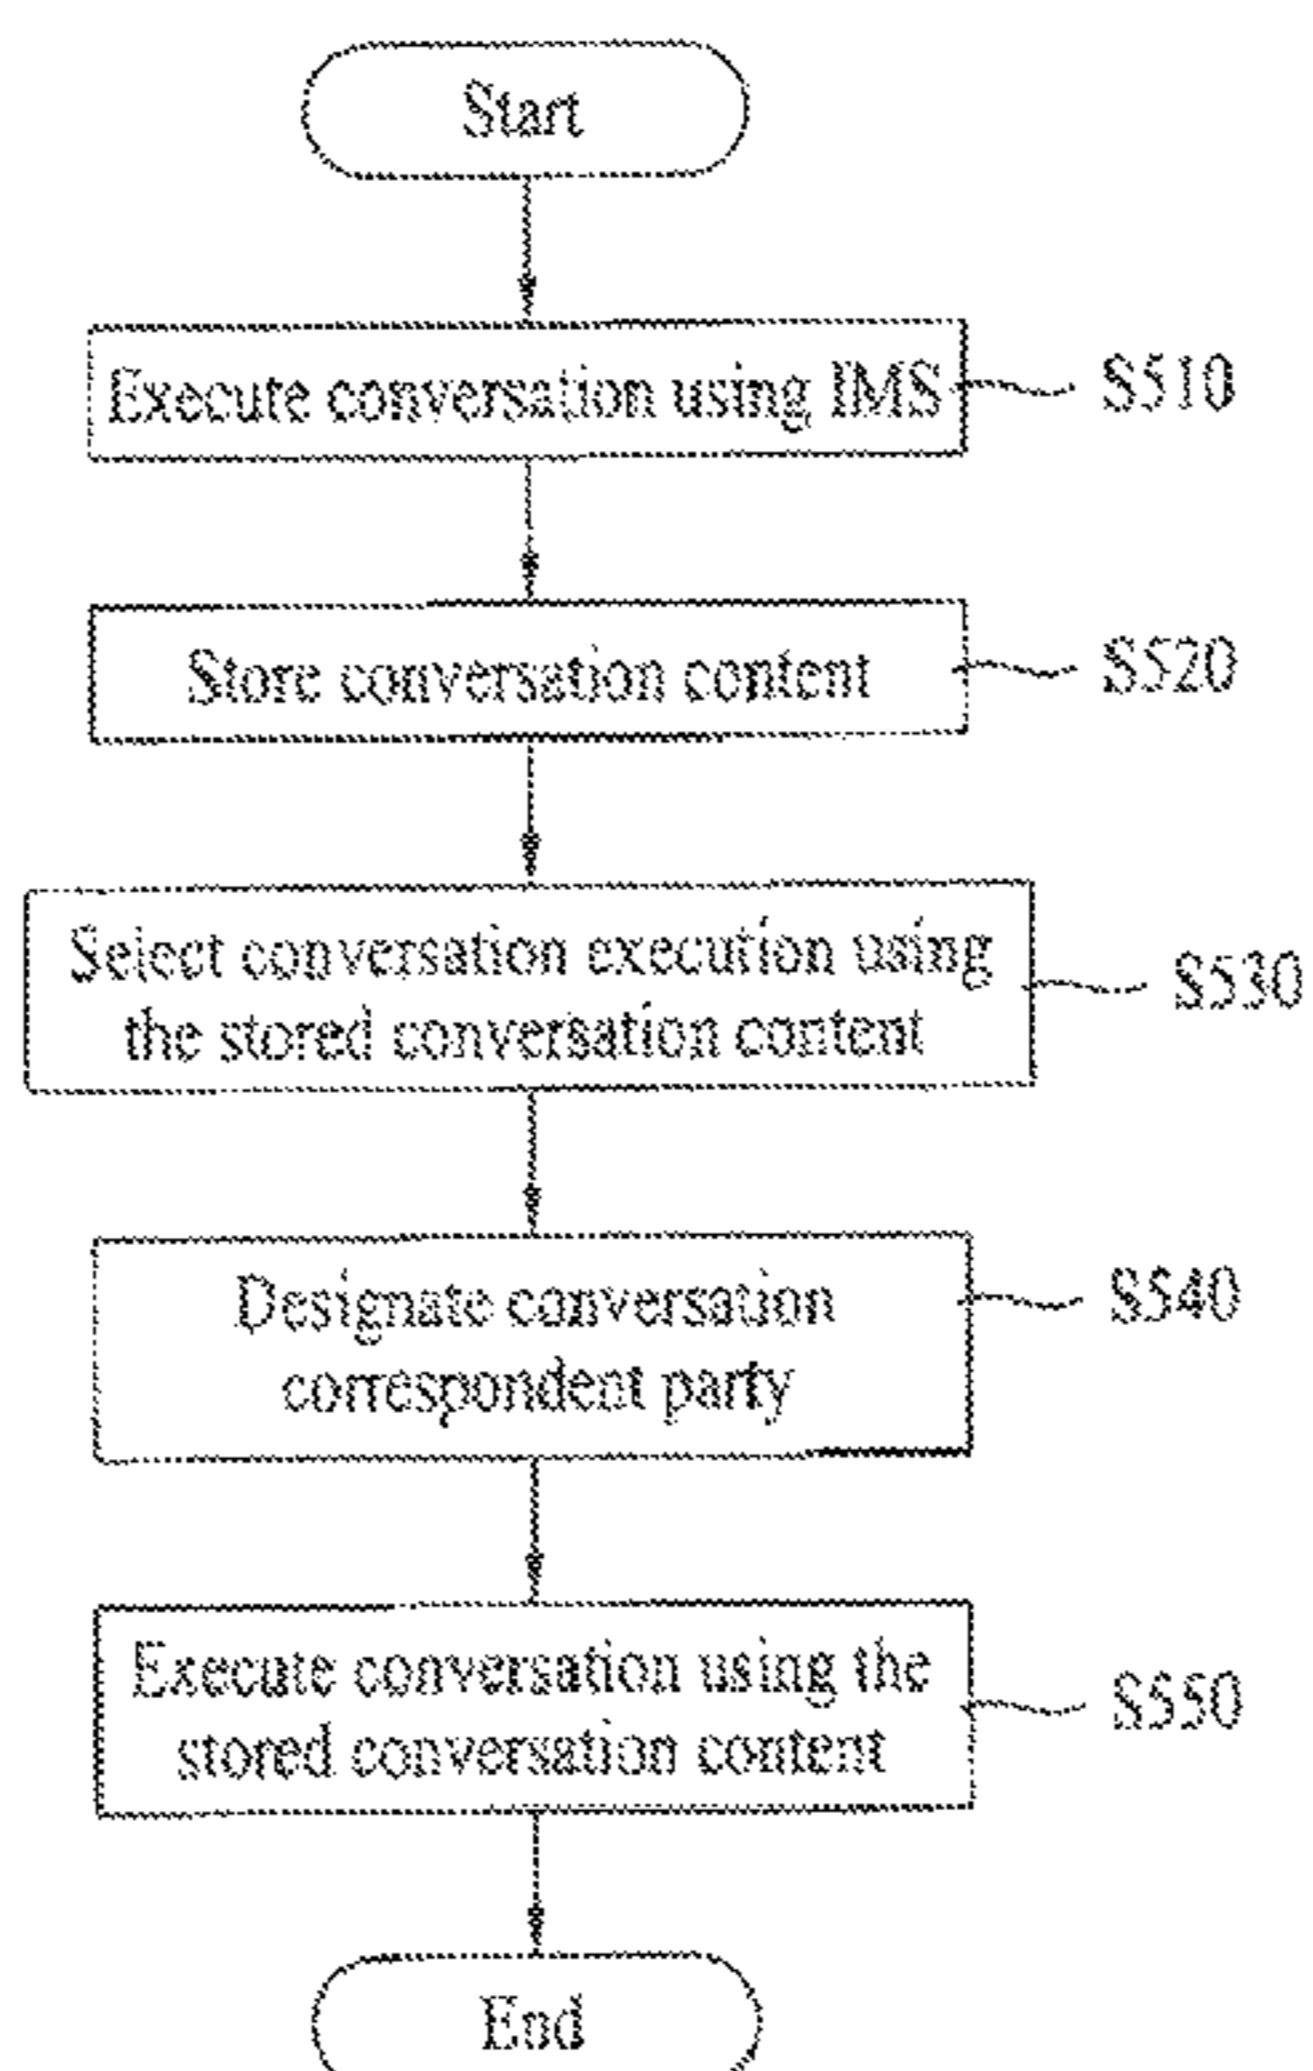 Start
Execute conversation using IMS
S510
Store conversation content
S520
Select conversation execution using
the stored conversation content
S530
Designate conversation
correspondent party
S540
Execute conversation using the
stored conversation content
S550
End